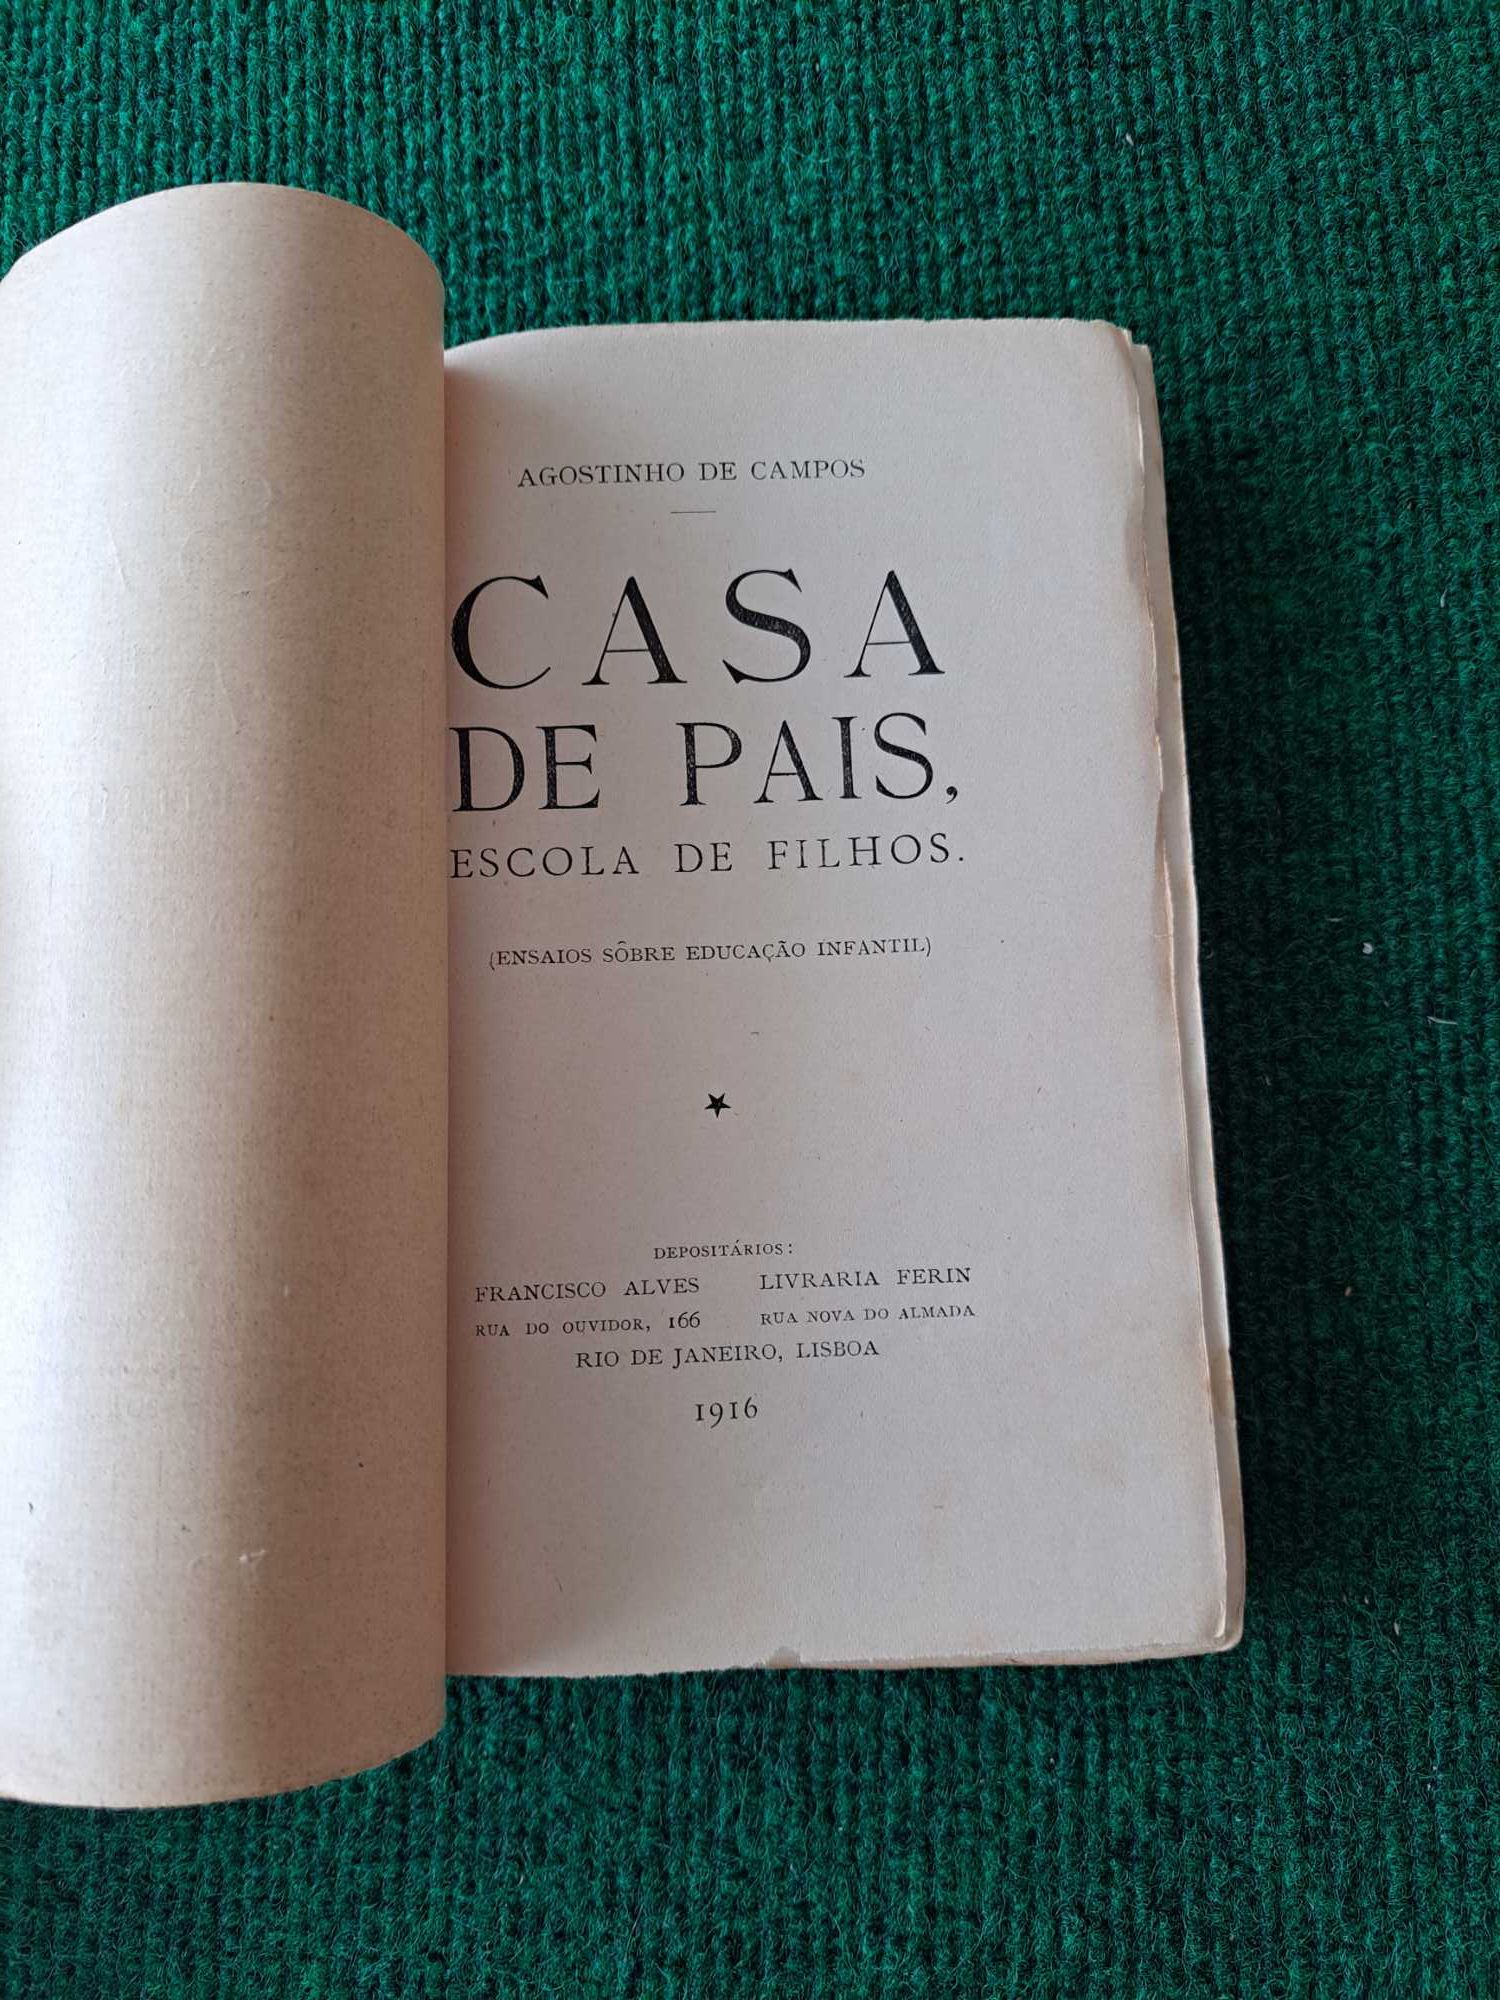 AGOSTINHO DE CAMPOS
CASA
DE PAIS,
ESCOLA DE FILHOS.
(ENSAIOS SÔBRE EDUCAÇÃO INFANTIL)
DEPOSITÁRIOS:
FRANCISCO ALVES LIVRARIA FERIN
RUA DO OUVIDOR, 166 RUA NOVA DO ALMADA
RIO DE JANEIRO, LISBOA
1916